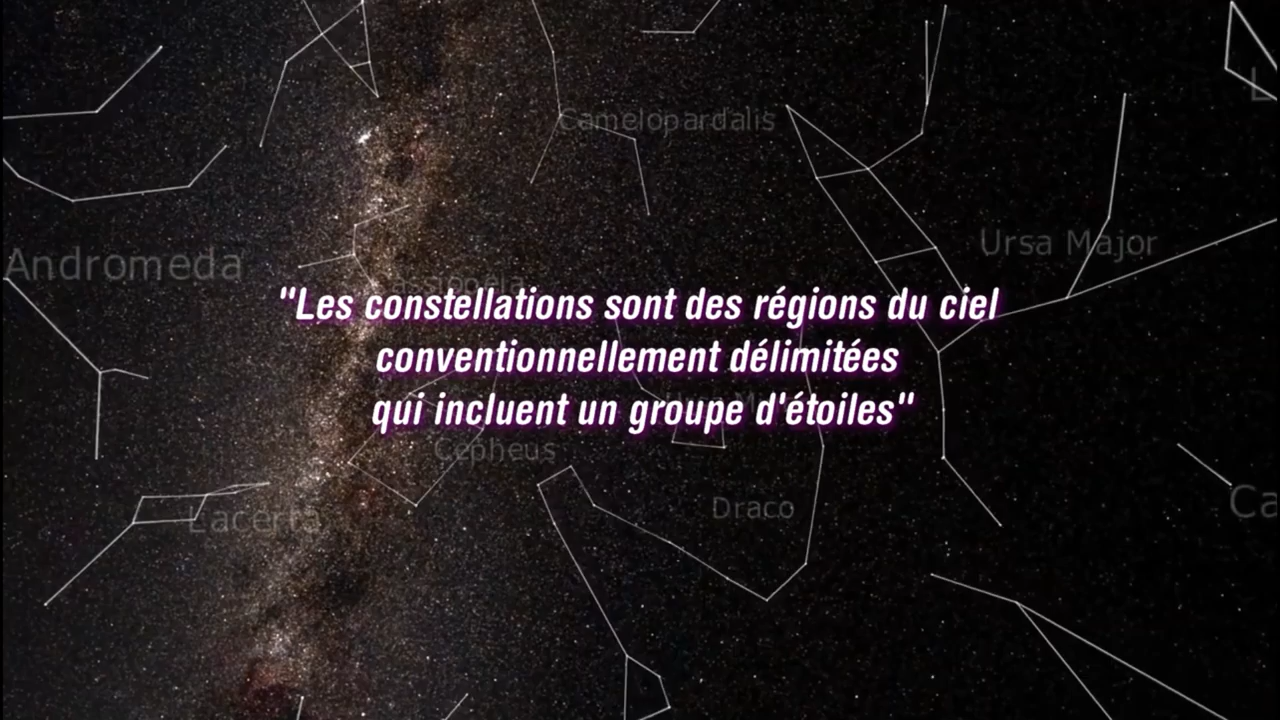 Camelopardalis
Ursa Major
Andromeda
"Les constellations sont des régions du ciel
conventionnellement délimitées
qui incluent un groupe d'étoiles"
Cepheus
Draco
Lacerta